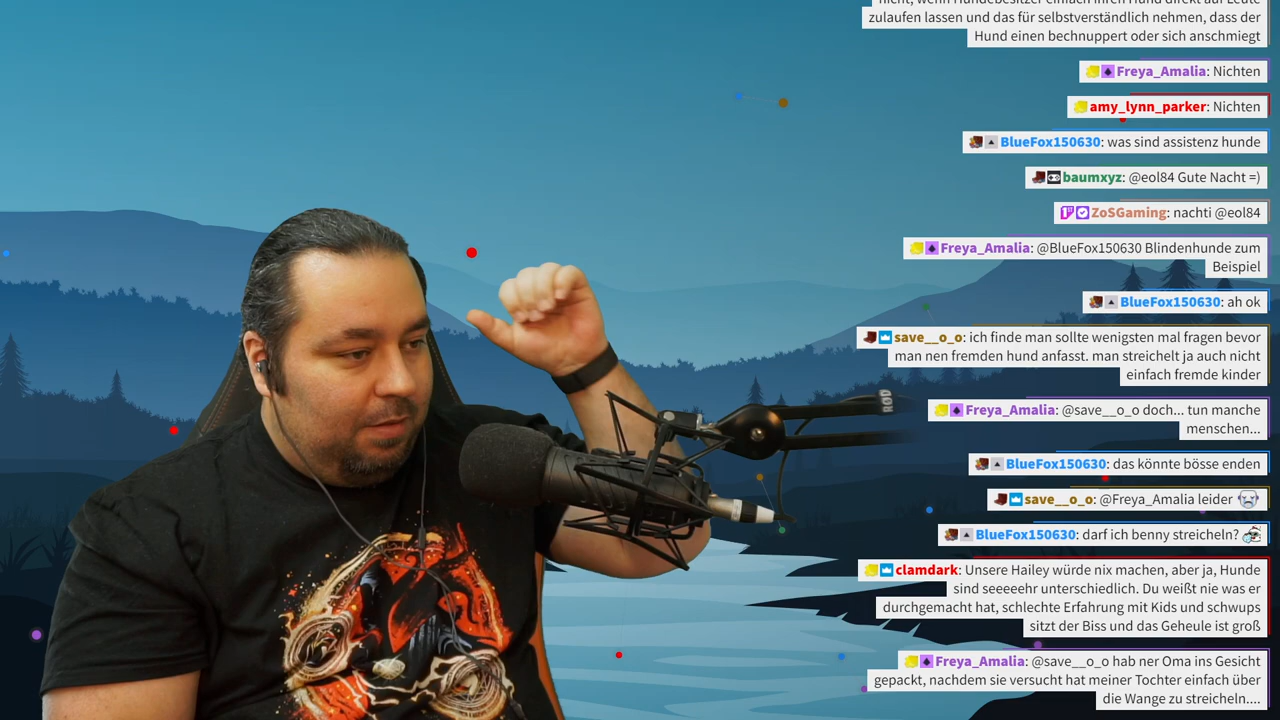 nicht, wenn Hundebesitzer einfach ihren Hund direkt auf Leute
zulaufen lassen und das für selbstverständlich nehmen, dass der
Hund einen bechnuppert oder sich anschmiegt
Freya_Amalia: Nichten
amy_lynn_parker: Nichten
BlueFox150630: was sind assistenz hunde
baumxyz: @eol84 Gute Nacht =)
ZoSGaming: nachti @eol84
Freya_Amalia: @BlueFox150630 Blindenhunde zum
Beispiel
BlueFox150630: ah ok
save__o_o: ich finde man sollte wenigsten mal fragen bevor
man nen fremden hund anfasst. man streichelt ja auch nicht
einfach fremde kinder
Freya_Amalia: @save__o_o doch... tun manche
menschen...
BlueFox150630: das könnte bösse enden
save__o_o: @Freya_Amalia leider
BlueFox150630: darf ich benny streicheln?
clamdark: Unsere Hailey würde nix machen, aber ja, Hunde
sind seeeeehr unterschiedlich. Du weißt nie was er
durchgemacht hat, schlechte Erfahrung mit Kids und schwups
sitzt der Biss und das Geheule ist groß
Freya_Amalia: @save__o_o hab ner Oma ins Gesicht
gepackt, nachdem sie versucht hat meiner Tochter einfach über
die Wange zu streicheln....
RØDE